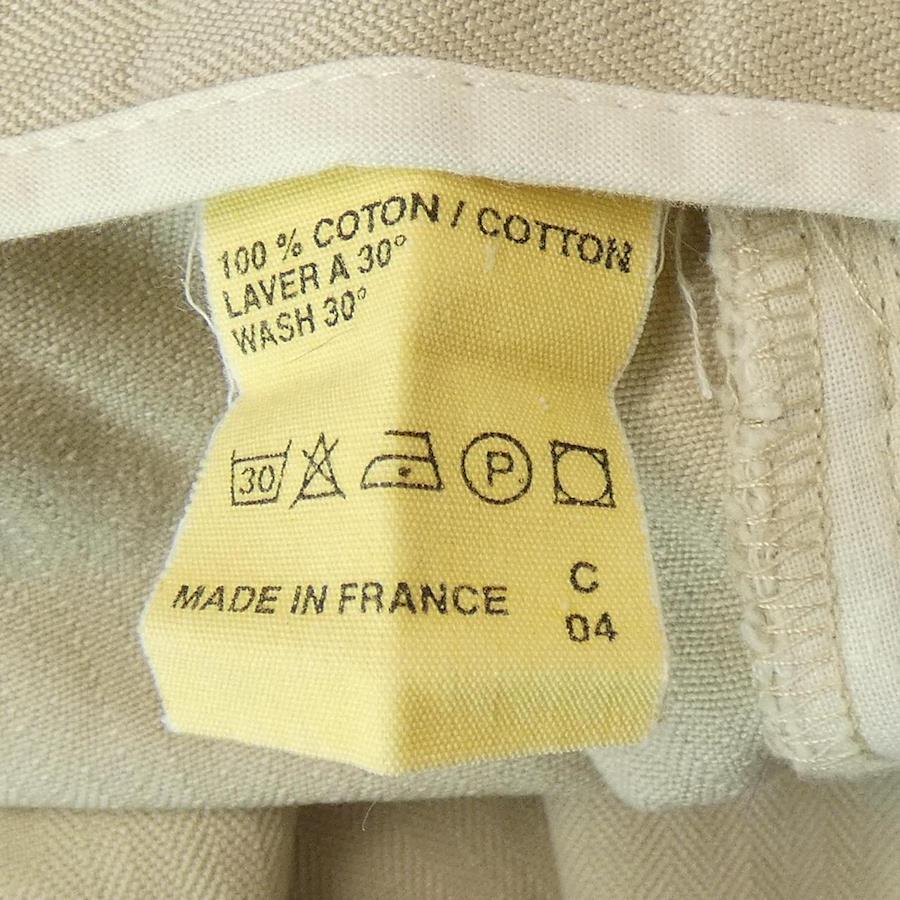 100 % COTON / COTTON
LAVER A 30°
WASH 30°
30
P
MADE IN FRANCE
C
04